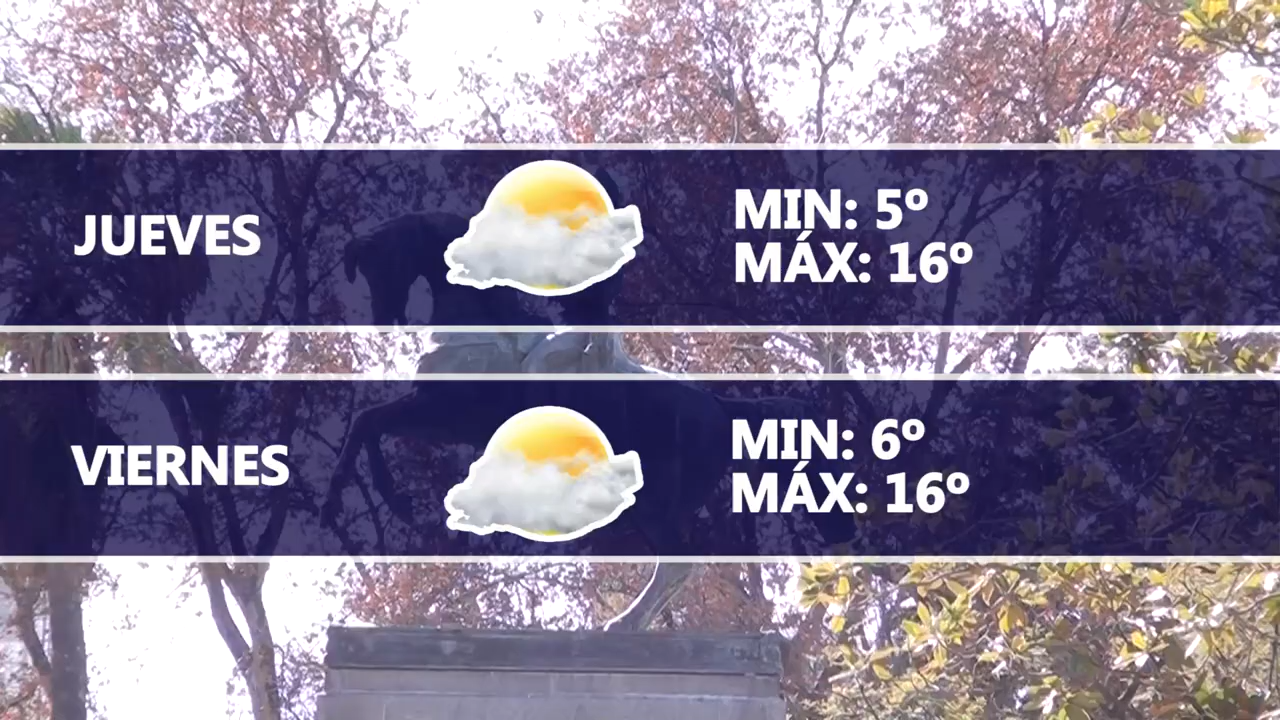 JUEVES
MIN: 5º
MÁX: 16º
VIERNES
MIN: 6º
MÁX: 16º